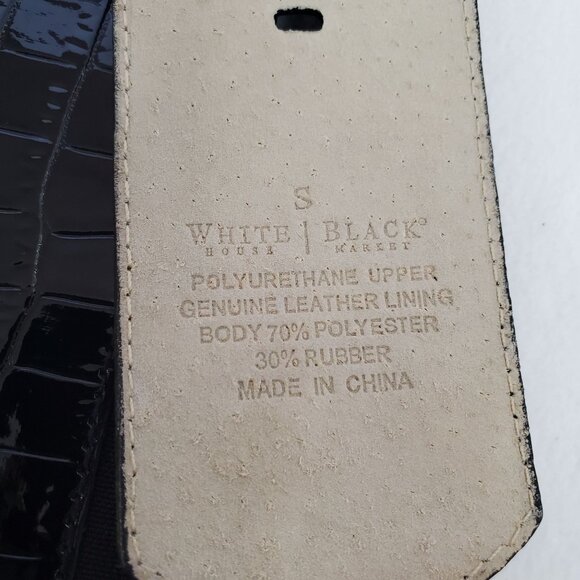 S
WHITE | BLACK
HOUSE MARKET
POLYURETHANE UPPER
GENUINE LEATHER LINING
BODY 70% POLYESTER
30% RUBBER
MADE IN CHINA